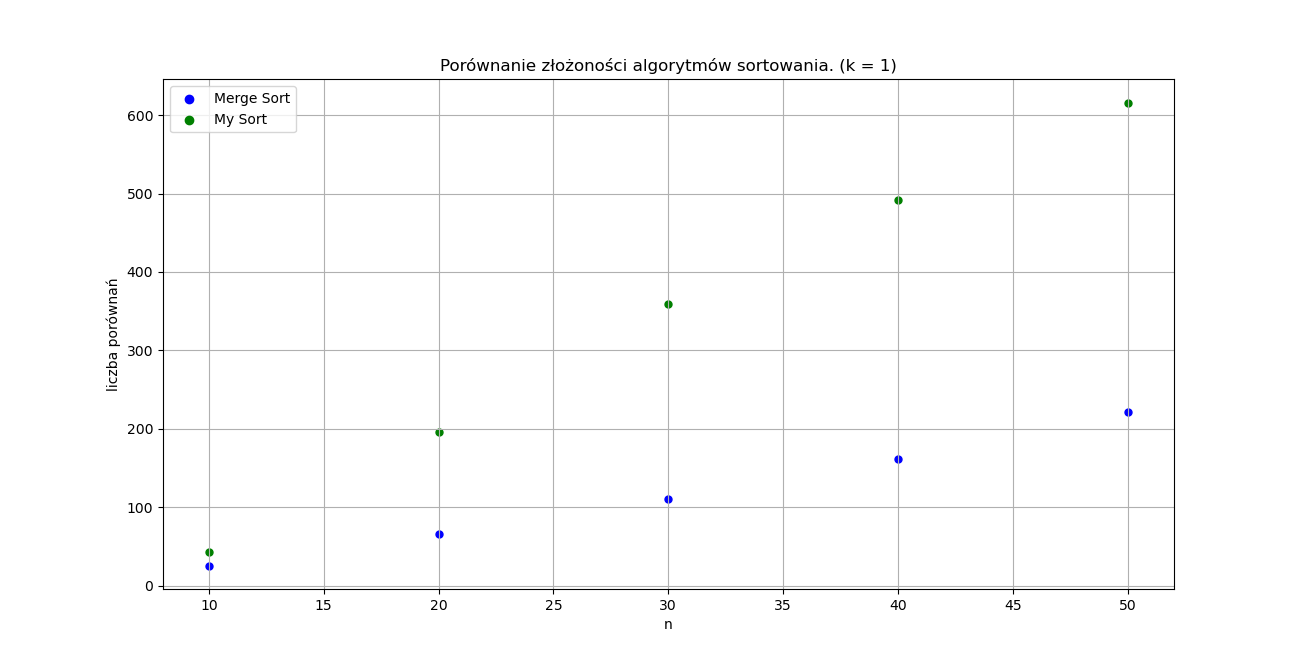 Porównanie złożoności algorytmów sortowania. (k = 1)
Merge Sort
My Sort
liczba porównań
600
500
400
300
200
100
0
10 15 20 25 30 35 40 45 50
n